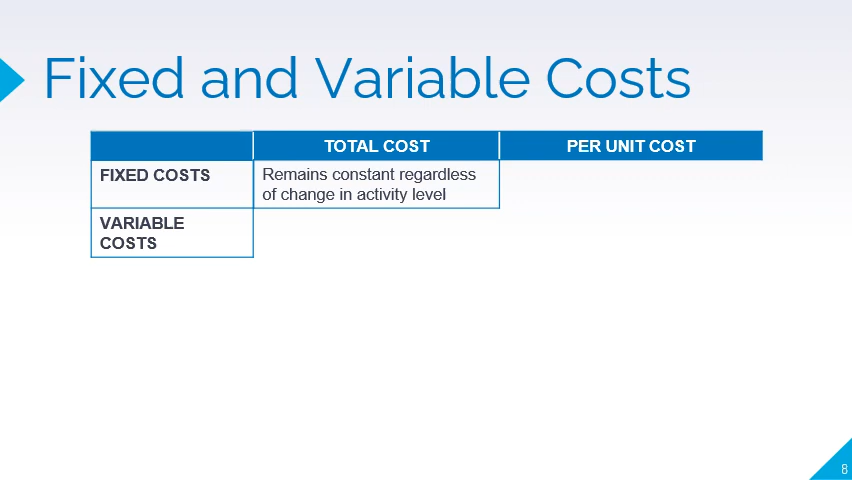 Fixed and Variable Costs
TOTAL COST
PER UNIT COST
FIXED COSTS
Remains constant regardless
of change in activity level
VARIABLE
COSTS
8